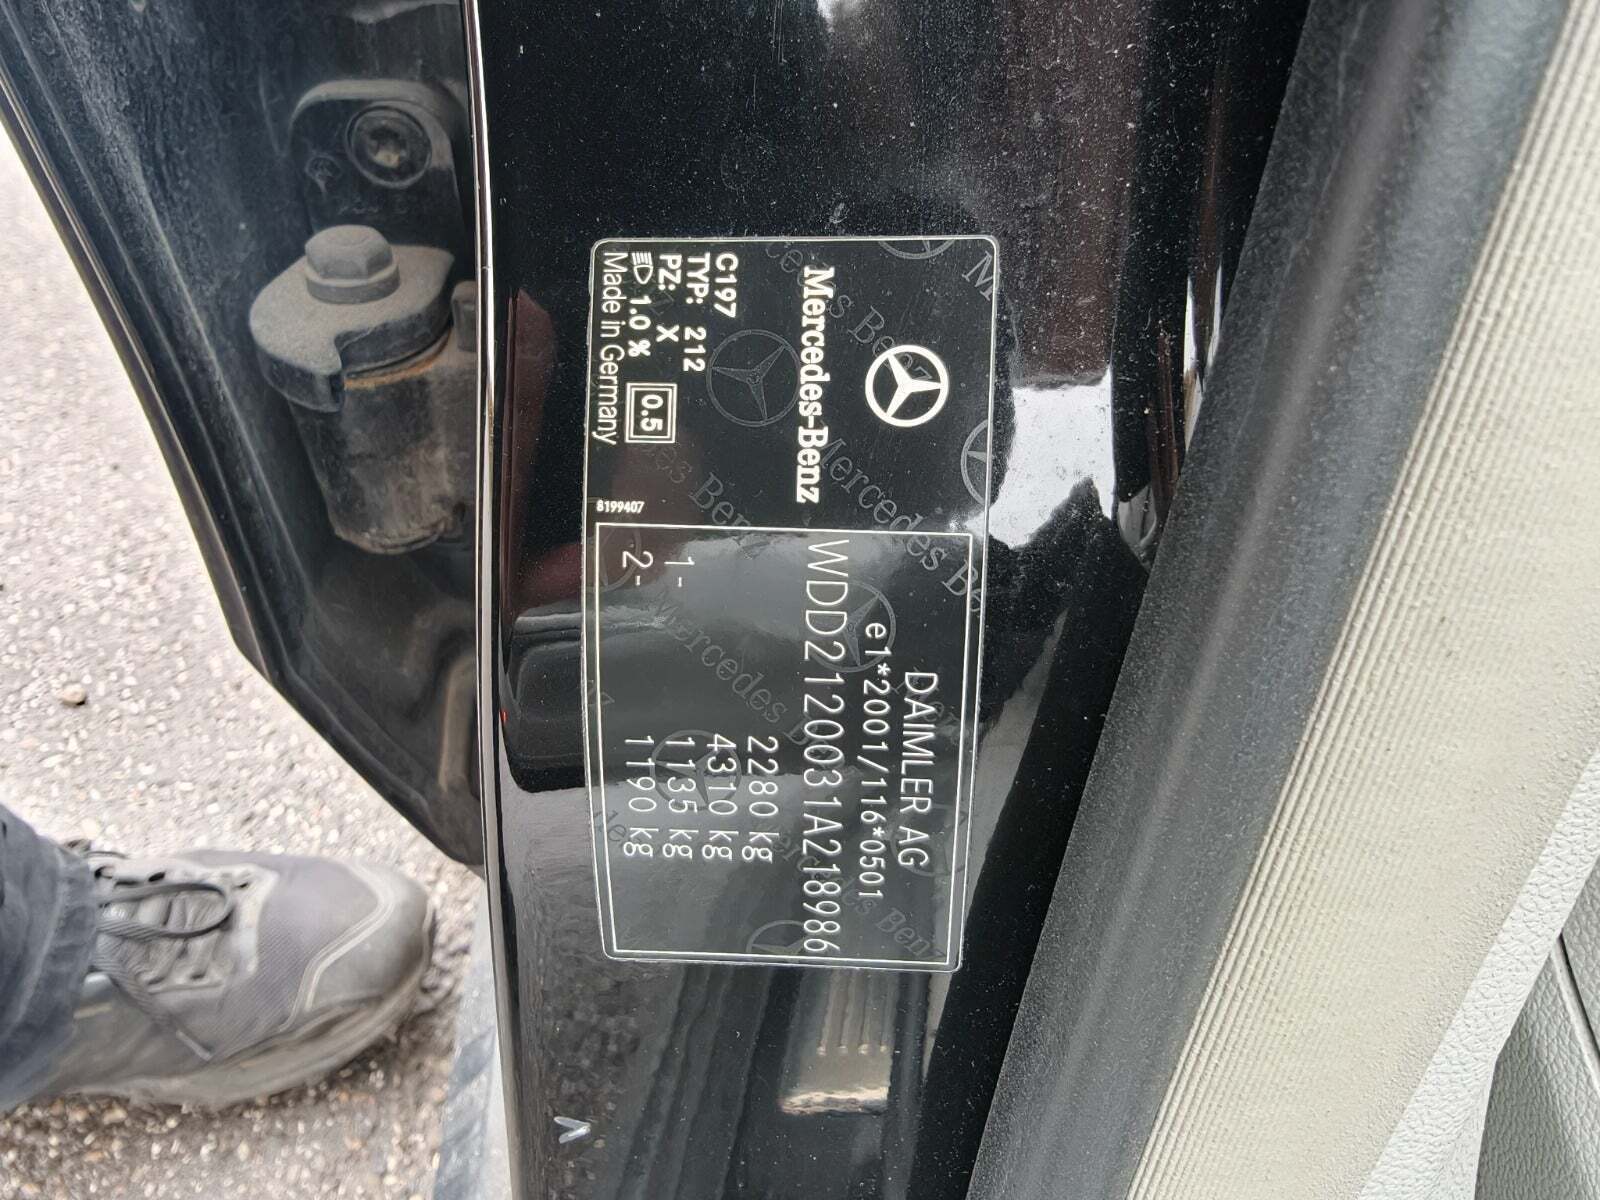 Mercedes-Benz
C197
TYP: 212
PZ: X
1.0 %
0.5
Made in Germany
8199407
DAIMLER AG
e1*2001/116*0501
WDD2120031A218986
2280 kg
4310 kg
1- 1135 kg
2- 1190 kg